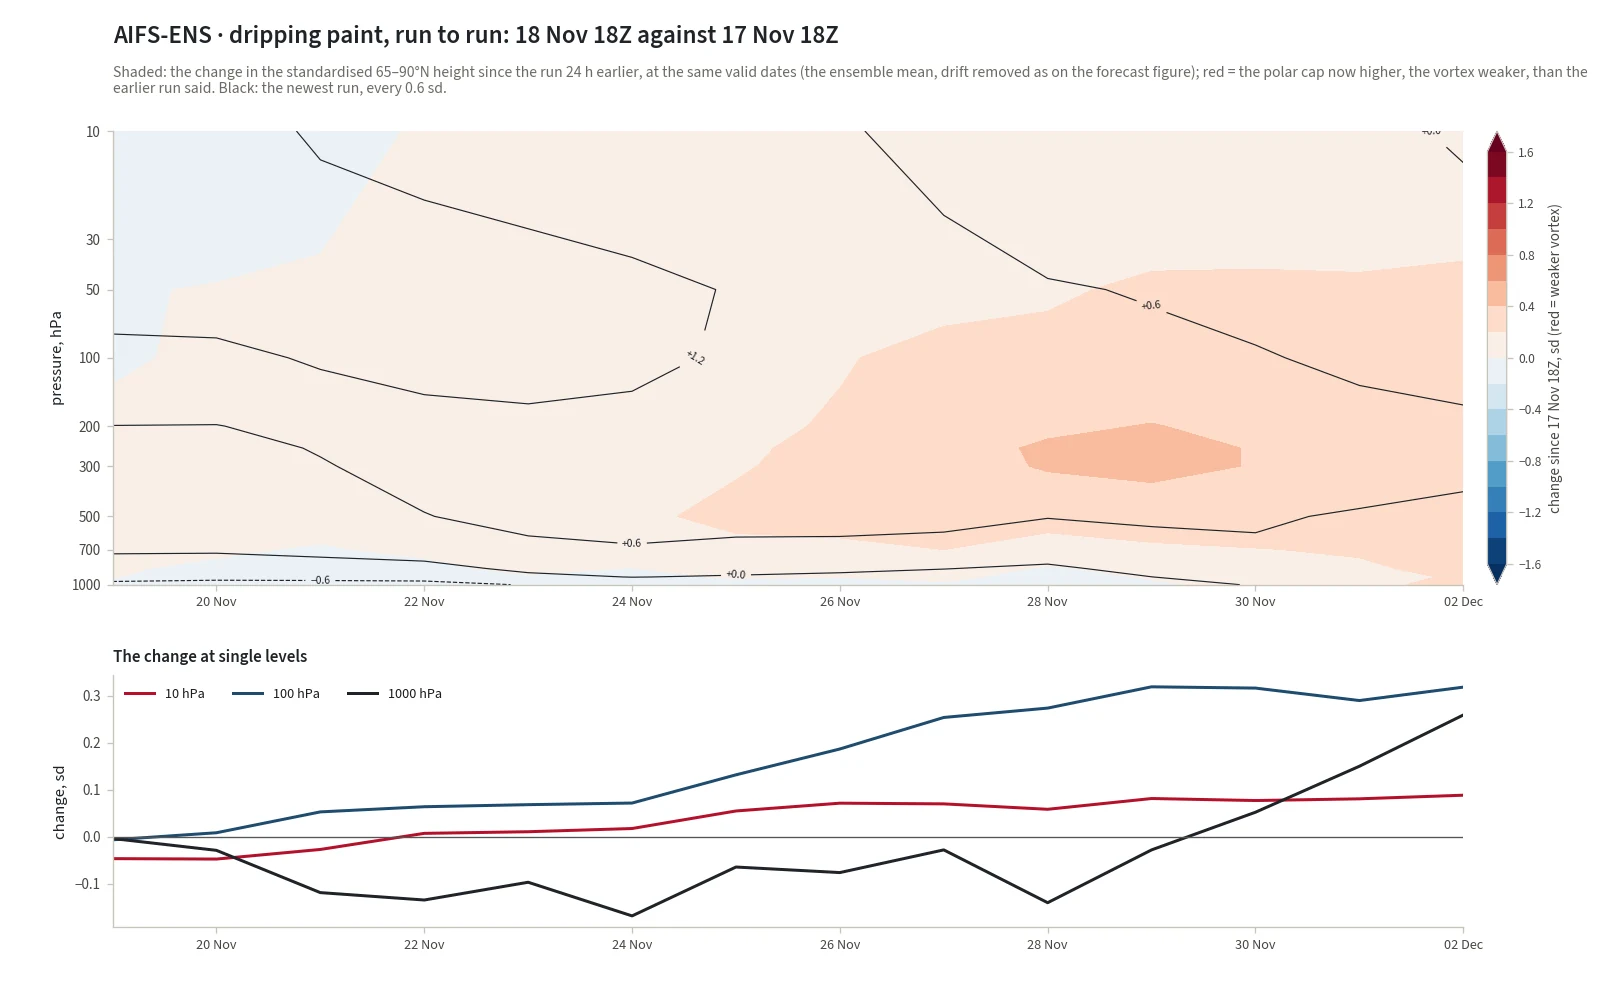 AIFS-ENS · dripping paint, run to run: 18 Nov 18Z against 17 Nov 18Z
Shaded: the change in the standardised 65–90°N height since the run 24 h earlier, at the same valid dates (the ensemble mean, drift removed as on the forecast figure); red = the polar cap now higher, the vortex weaker, than the
earlier run said. Black: the newest run, every 0.6 sd.
pressure, hPa
10
30
50
100
200
300
500
700
1000
+1.2
+0.6
+0.6
+0.0
−0.6
20 Nov
22 Nov
24 Nov
26 Nov
28 Nov
30 Nov
02 Dec
1.6
1.2
0.8
0.4
0.0
−0.4
−0.8
−1.2
−1.6
change since 17 Nov 18Z, sd (red = weaker vortex)
The change at single levels
10 hPa
100 hPa
1000 hPa
change, sd
0.3
0.2
0.1
0.0
−0.1
20 Nov
22 Nov
24 Nov
26 Nov
28 Nov
30 Nov
02 Dec